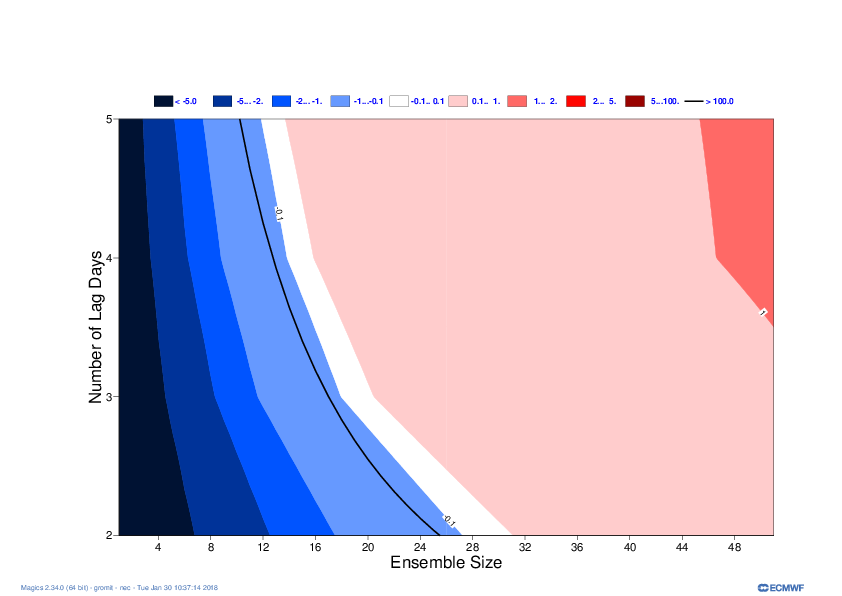 < -5.0 -5... -2. -2... -1. -1...-0.1 -0.1.. 0.1 0.1.. 1. 1... 2. 2... 5. 5...100. > 100.0
5
-0.1
Number of Lag Days
4
1
3
-0.1
2
4 8 12 16 20 24 28 32 36 40 44 48
Ensemble Size
Magics 2.34.0 (64 bit) - gromit - nec - Tue Jan 30 10:37:14 2018
ECMWF